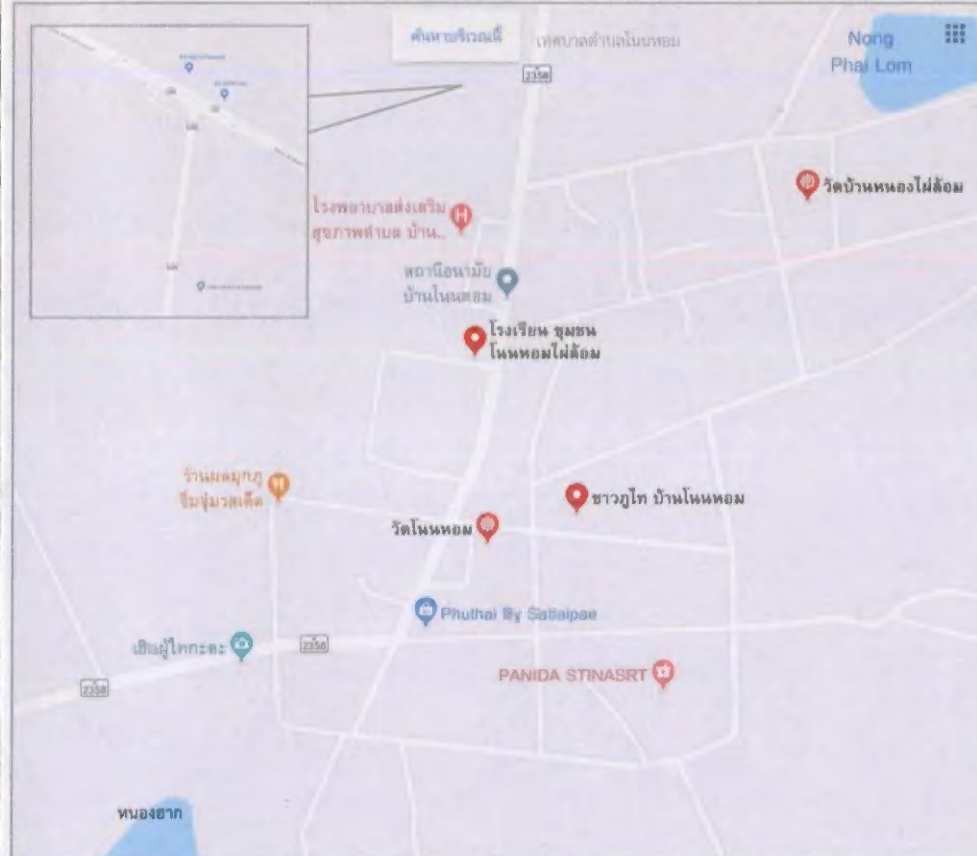 ค้นหาบริเวณนี้
เทศบาลตำบลโนนหอม
2358
Nong
Phai Lom
วัดบ้านหนองไผ่ล้อม
โรงพยาบาลส่งเสริม
สุขภาพตำบล บ้าน...
สถานีอนามัย
บ้านโนนหอม
โรงเรียน ชุมชน
โนนหอมไผ่ล้อม
ชาวภูไท บ้านโนนหอม
วัดโนนหอม
Phuthai By
2358
PANIDA STINASRT
2358
หนองฮาก